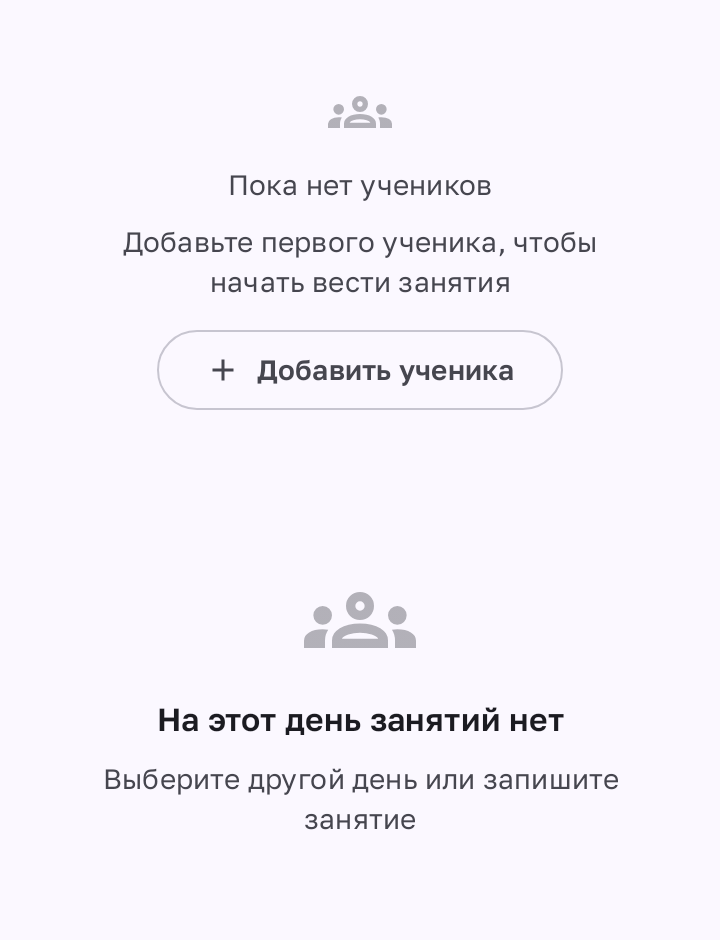 Пока нет учеников
Добавьте первого ученика, чтобы
начать вести занятия
+ Добавить ученика
На этот день занятий нет
Выберите другой день или запишите
занятие